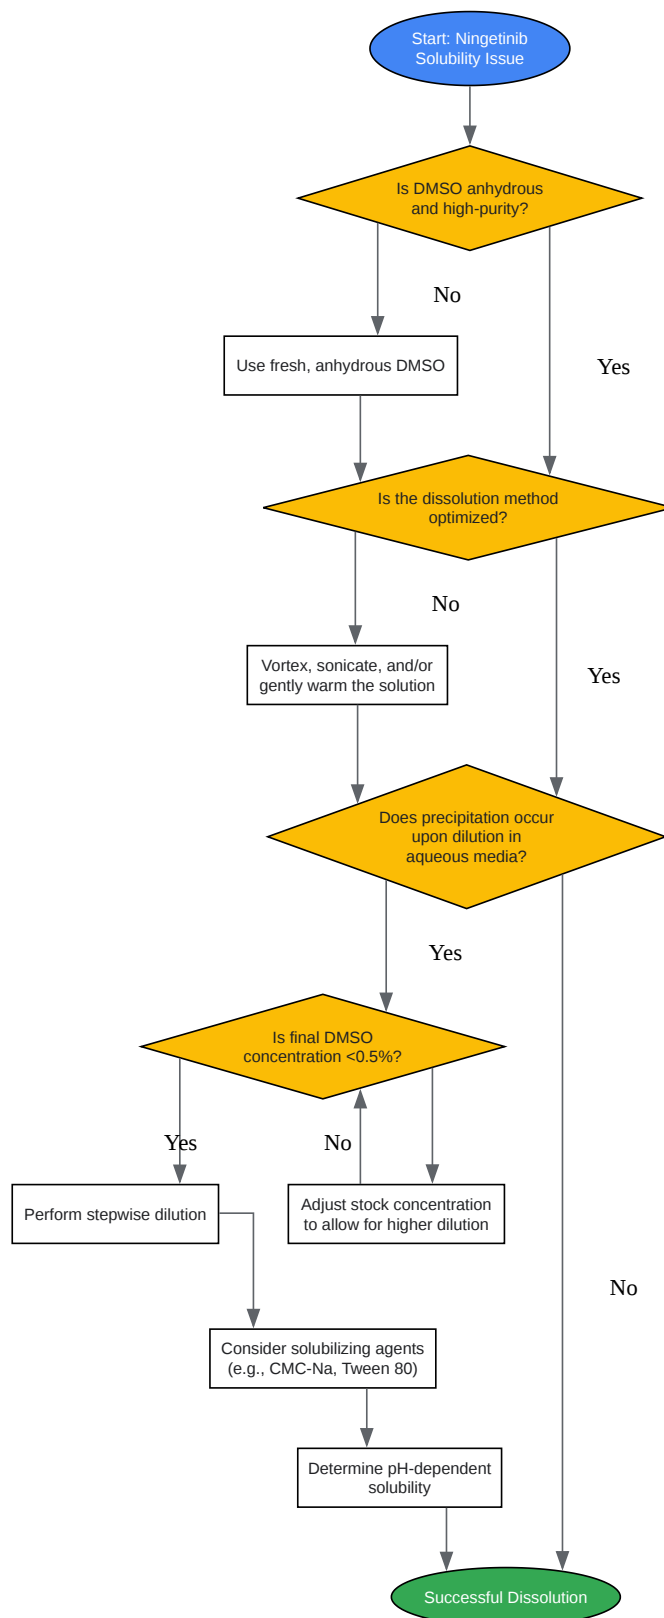 Start: Ningetinib
Solubility Issue
Is DMSO anhydrous
and high-purity?
No
Yes
Use fresh, anhydrous DMSO
Is the dissolution method
optimized?
No
Yes
Vortex, sonicate, and/or
gently warm the solution
Does precipitation occur
upon dilution in
aqueous media?
Yes
No
Is final DMSO
concentration <0.5%?
Yes
No
Perform stepwise dilution
Adjust stock concentration
to allow for higher dilution
Consider solubilizing agents
(e.g., CMC-Na, Tween 80)
Determine pH-dependent
solubility
Successful Dissolution